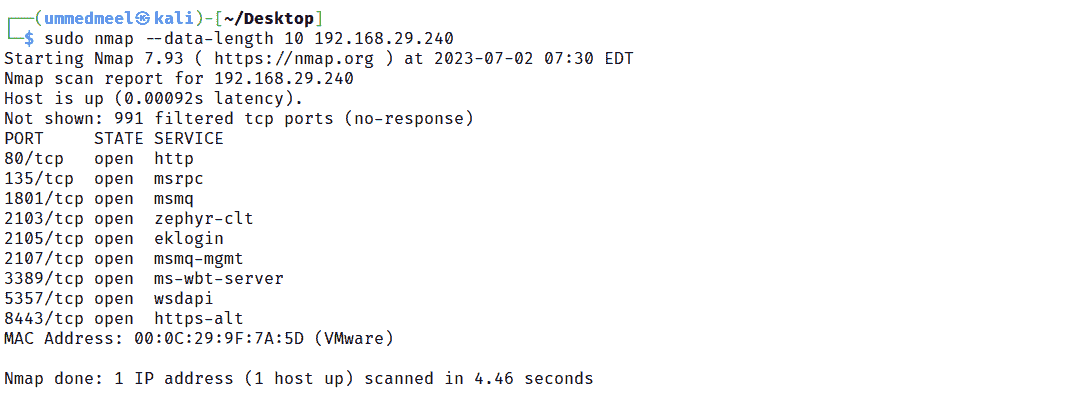 ┌──(ummedmeel㉿kali)-[~/Desktop]
└─$ sudo nmap --data-length 10 192.168.29.240
Starting Nmap 7.93 ( https://nmap.org ) at 2023-07-02 07:30 EDT
Nmap scan report for 192.168.29.240
Host is up (0.00092s latency).
Not shown: 991 filtered tcp ports (no-response)
PORT     STATE SERVICE
80/tcp   open  http
135/tcp  open  msrpc
1801/tcp open  msmq
2103/tcp open  zephyr-clt
2105/tcp open  eklogin
2107/tcp open  msmq-mgmt
3389/tcp open  ms-wbt-server
5357/tcp open  wsdapi
8443/tcp open  https-alt
MAC Address: 00:0C:29:9F:7A:5D (VMware)

Nmap done: 1 IP address (1 host up) scanned in 4.46 seconds